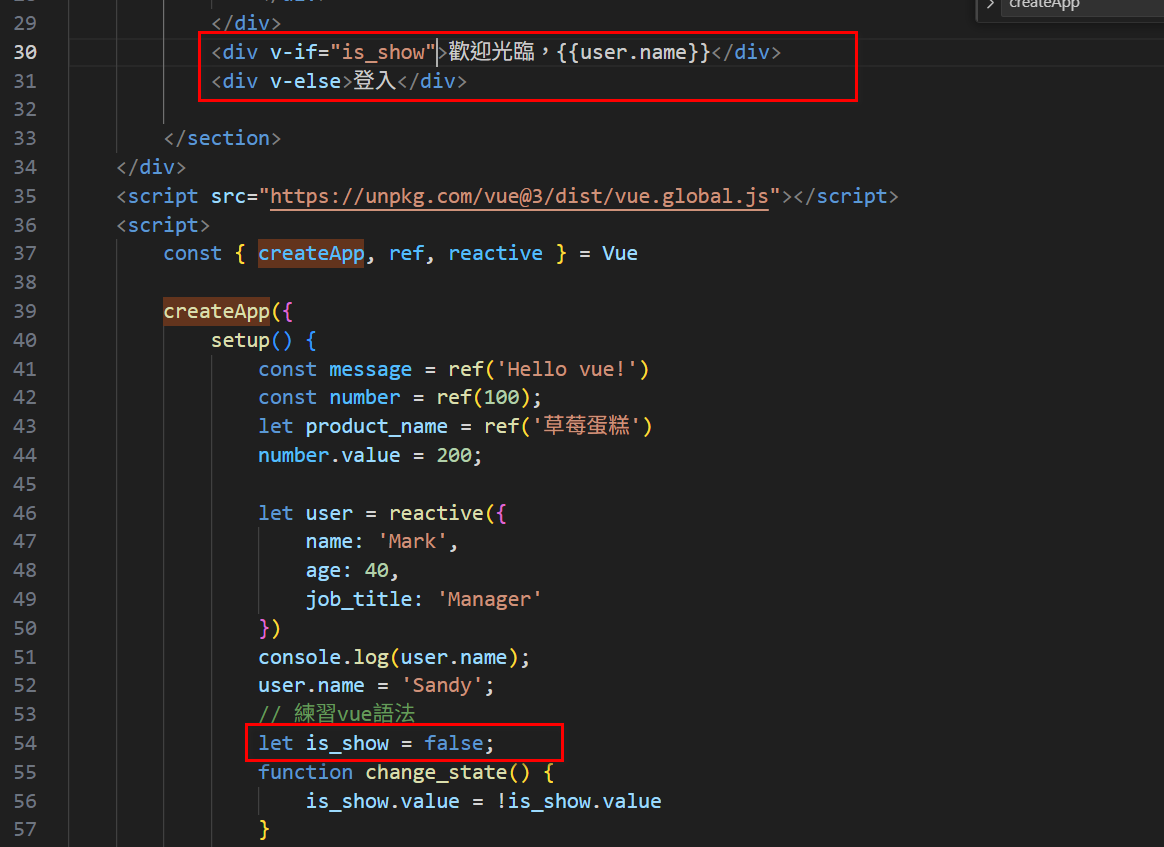 createApp
29 </div>
30 <div v-if="is_show">歡迎光臨，{{user.name}}</div>
31 <div v-else>登入</div>
32
33 </section>
34 </div>
35 <script src="https://unpkg.com/vue@3/dist/vue.global.js"></script>
36 <script>
37 const { createApp, ref, reactive } = Vue
38
39 createApp({
40 setup() {
41 const message = ref('Hello vue!')
42 const number = ref(100);
43 let product_name = ref('草莓蛋糕')
44 number.value = 200;
45
46 let user = reactive({
47 name: 'Mark',
48 age: 40,
49 job_title: 'Manager'
50 })
51 console.log(user.name);
52 user.name = 'Sandy';
53 // 練習vue語法
54 let is_show = false;
55 function change_state() {
56 is_show.value = !is_show.value
57 }